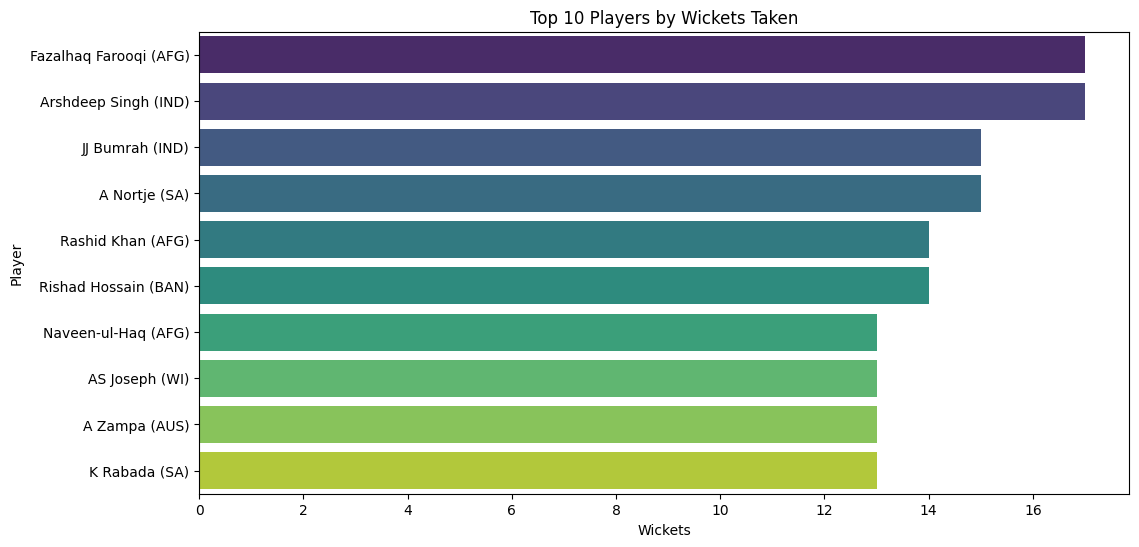 Top 10 Players by Wickets Taken
Fazalhaq Farooqi (AFG)
Arshdeep Singh (IND)
JJ Bumrah (IND)
A Nortje (SA)
Rashid Khan (AFG)
Rishad Hossain (BAN)
Naveen-ul-Haq (AFG)
AS Joseph (WI)
A Zampa (AUS)
K Rabada (SA)
Player
0 2 4 6 8 10 12 14 16
Wickets